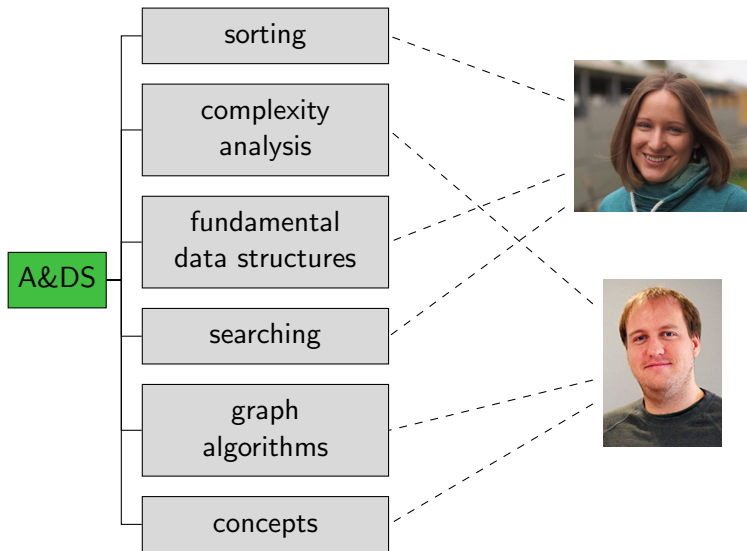 sorting
complexity
analysis
fundamental
data structures
A&DS
searching
graph
algorithms
concepts